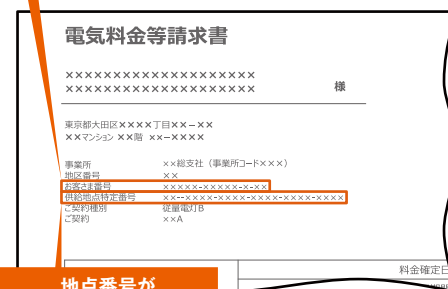 電気料金等請求書
××××××××××××××××××××
×××××××××××××××××××× 様
東京都大田区××××丁目××－××
××マンション ××階 ××－××××
事業所 ××総支社（事業所コード×××）
地区番号 ××
お客さま番号 ×××××-×××××-×-××
供給地点特定番号 ××--××××-××××-××××-××××-××××
ご契約種別 従量電灯B
ご契約 ××A
料金確定日
地点番号が